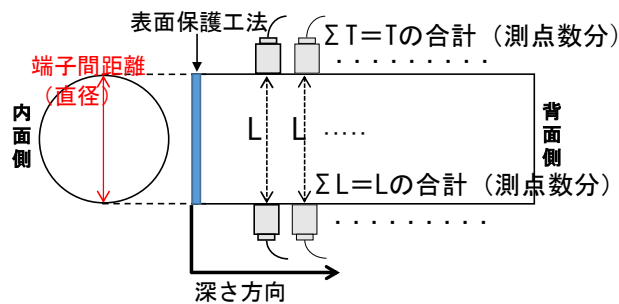 表面保護工法
ΣT＝Tの合計（測点数分）
・・・・・・・・・
端子間距離
（直径）
内面側
L
L
・・・・・
背面側
ΣL＝Lの合計（測点数分）
・・・・・・・・・
深さ方向